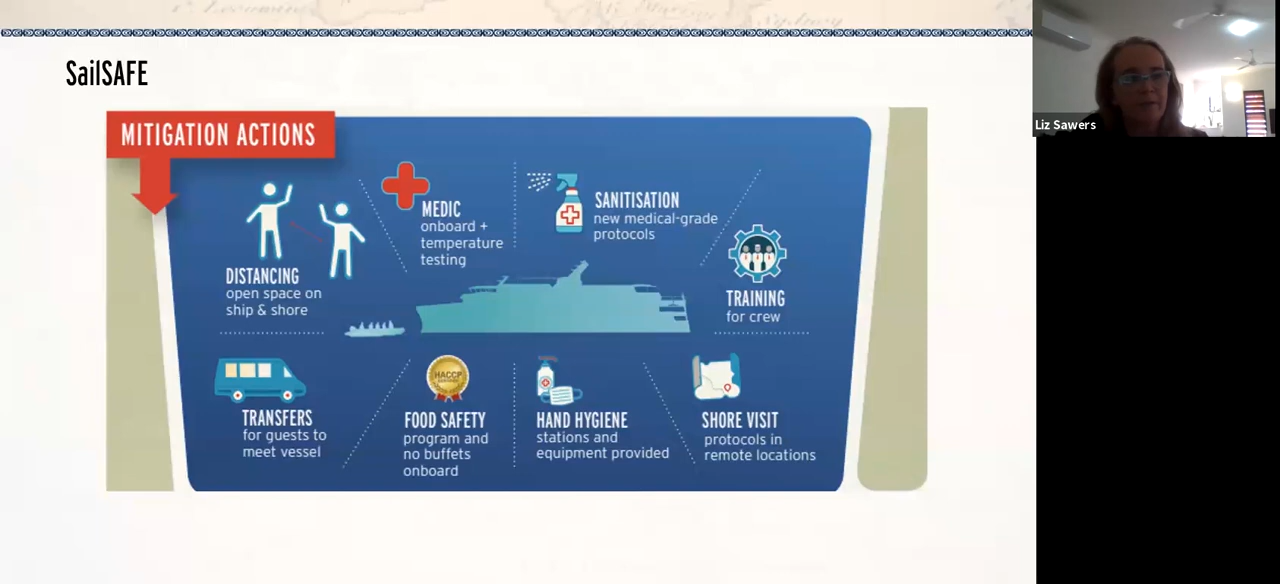 SailSAFE
Liz Sawers
MITIGATION ACTIONS
DISTANCING
open space on
ship & shore
MEDIC
onboard +
temperature
testing
SANITISATION
new medical-grade
protocols
TRAINING
for crew
TRANSFERS
for guests to
meet vessel
HACCP
FOOD SAFETY
program and
no buffets
onboard
HAND HYGIENE
stations and
equipment provided
SHORE VISIT
protocols in
remote locations